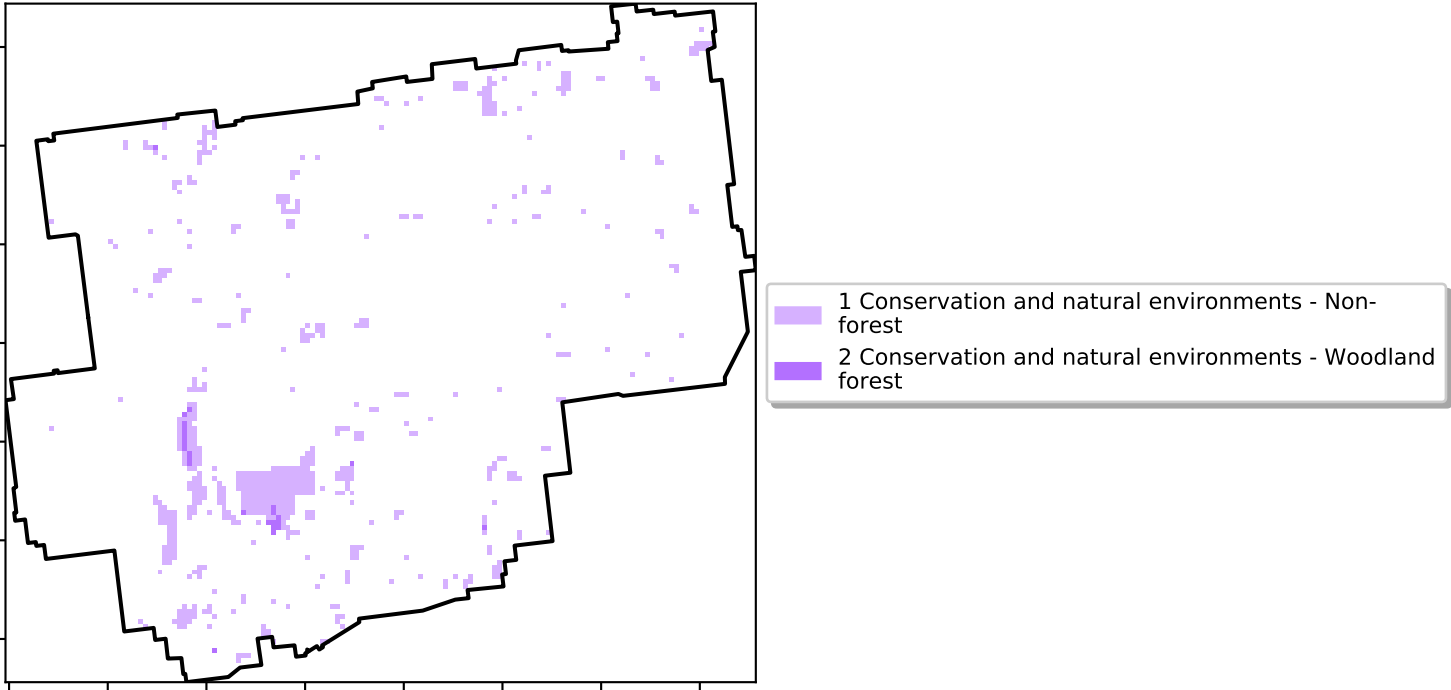 1 Conservation and natural environments - Non-
forest
2 Conservation and natural environments - Woodland
forest